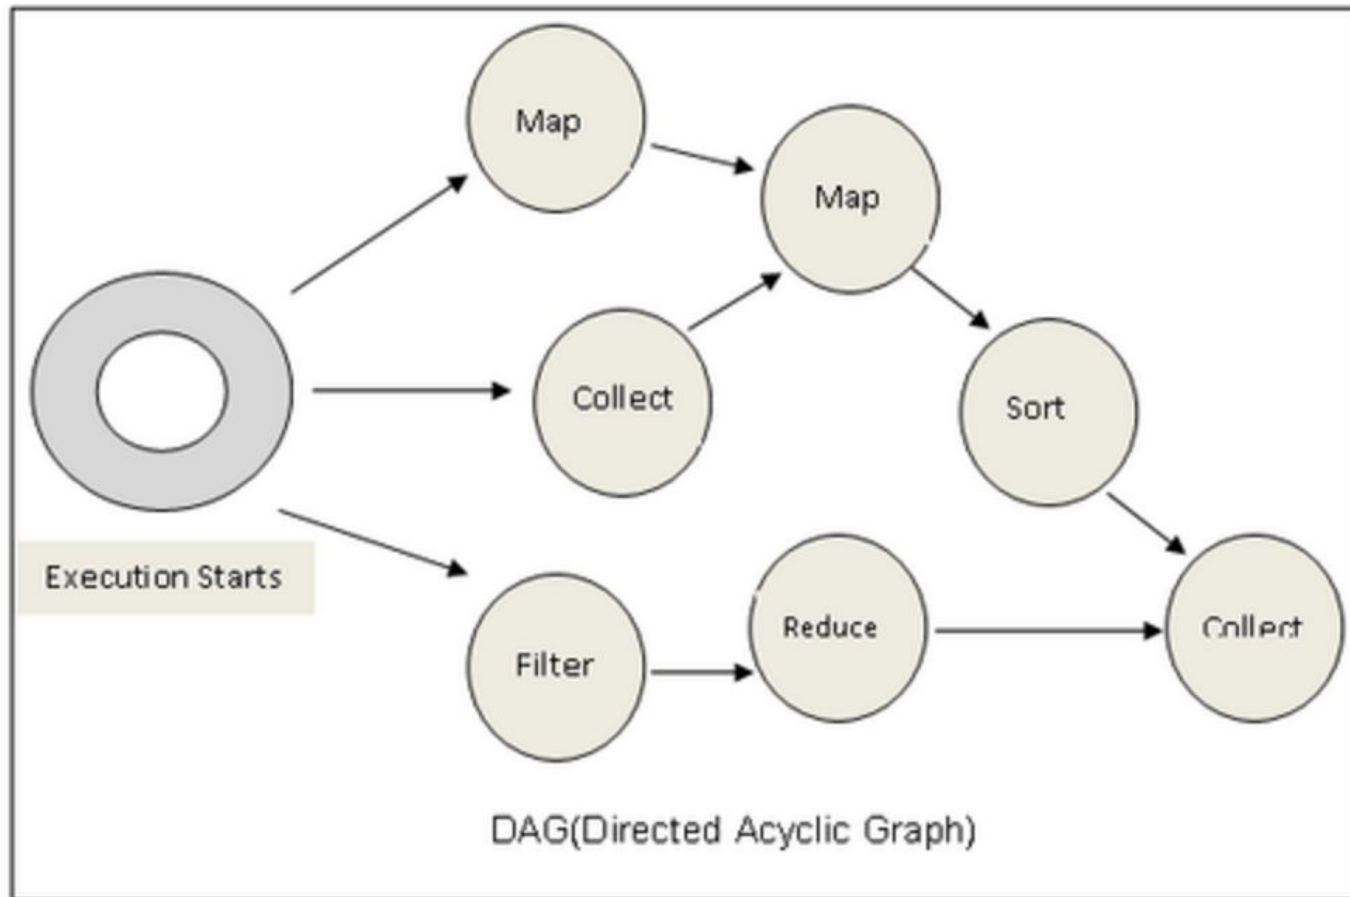 Map
Map
Collect
Sort
Execution Starts
Filter
Reduce
Collect
DAG(Directed Acyclic Graph)